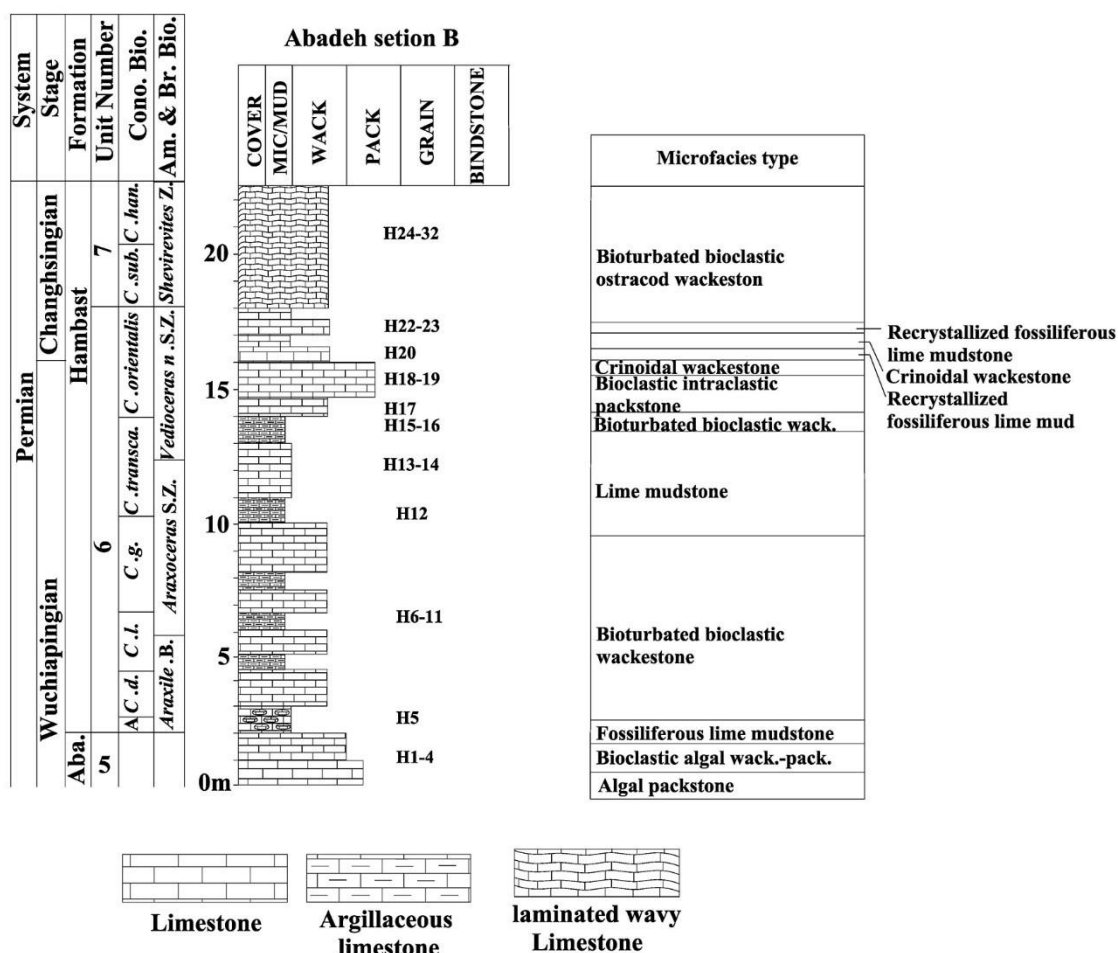 Abadeh setion B
System
Stage
Formation
Unit Number
Cono. Bio.
Am. & Br. Bio.
COVER
MIC/MUD
WACK
PACK
GRAIN
BINDSTONE
Microfacies type
Permian
Changhsingian
Wuchiapingian
Hambast
Aba.
7
6
5
C .han.
C .sub.
C .orientalis
C .transca.
C .g.
C .l.
C .d.
A
Shevirevites Z.
Vedioceras n .S.Z.
Araxoceras S.Z.
Araxile .B.
20
15
10
5
0m
H24-32
H22-23
H20
H18-19
H17
H15-16
H13-14
H12
H6-11
H5
H1-4
Bioturbated bioclastic
ostracod wackeston
Recrystallized fossiliferous
lime mudstone
Crinoidal wackestone
Crinoidal wackestone
Recrystallized
fossiliferous lime mud
Bioclastic intraclastic
packstone
Bioturbated bioclastic wack.
Lime mudstone
Bioturbated bioclastic
wackestone
Fossiliferous lime mudstone
Bioclastic algal wack.-pack.
Algal packstone
Limestone
Argillaceous
limestone
laminated wavy
Limestone